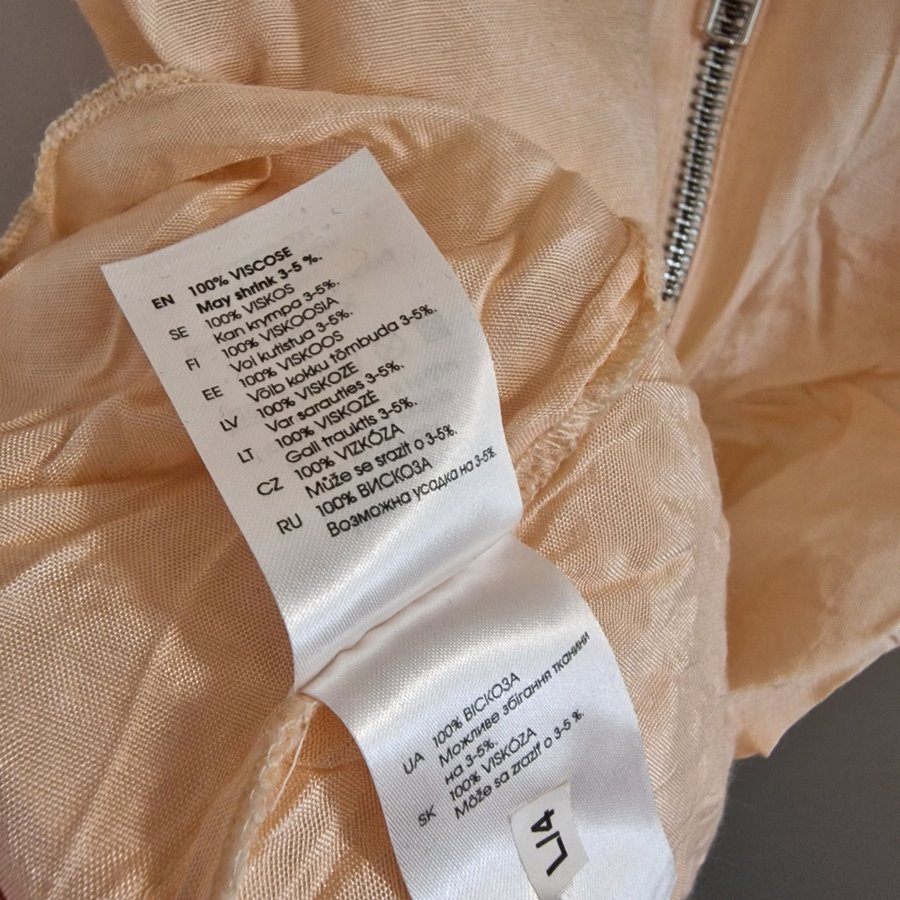 EN 100% VISCOSE
May shrink 3-5 %.
SE 100% VISKOS
Kan krympa 3-5%.
FI 100% VISKOOSIA
Voi kutistua 3-5%.
EE 100% VISKOOS
Võib kokku tõmbuda 3-5%.
LV 100% VISKOZE
Var sarauties 3-5%.
LT 100% VISKOZĖ
Gali trauktis 3-5%.
CZ 100% VIZKÓZA
Může se srazit o 3-5%.
RU 100% ВИСКОЗА
Возможна усадка на 3-5%.
UA 100% ВІСКОЗА
Можливе збігання тканини
на 3-5%.
SK 100% VISKÓZA
Môže sa zraziť o 3-5 %.